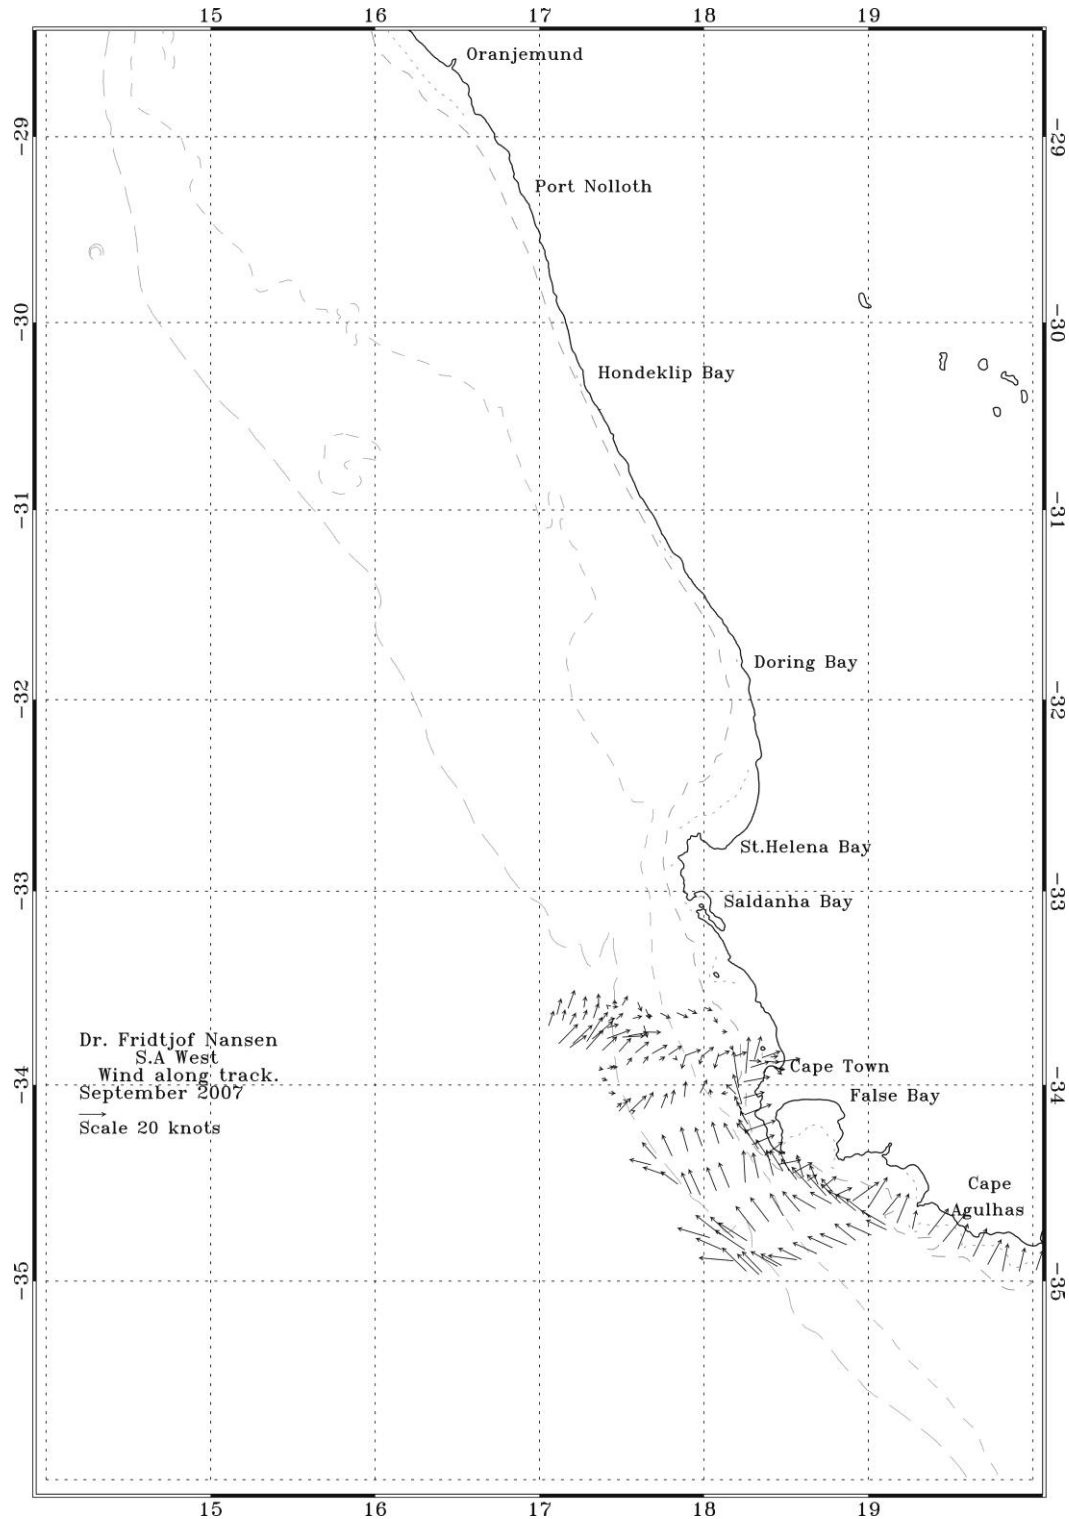 15 16 17 18 19
Oranjemund
-29 -29
Port Nolloth
-30 -30
Hondeklip Bay
-31 -31
Doring Bay
-32 -32
St.Helena Bay
-33 -33
Saldanha Bay
Dr. Fridtjof Nansen
S.A West
Wind along track.
September 2007
Scale 20 knots
Cape Town
-34 -34
False Bay
Cape
Agulhas
-35 -35
15 16 17 18 19